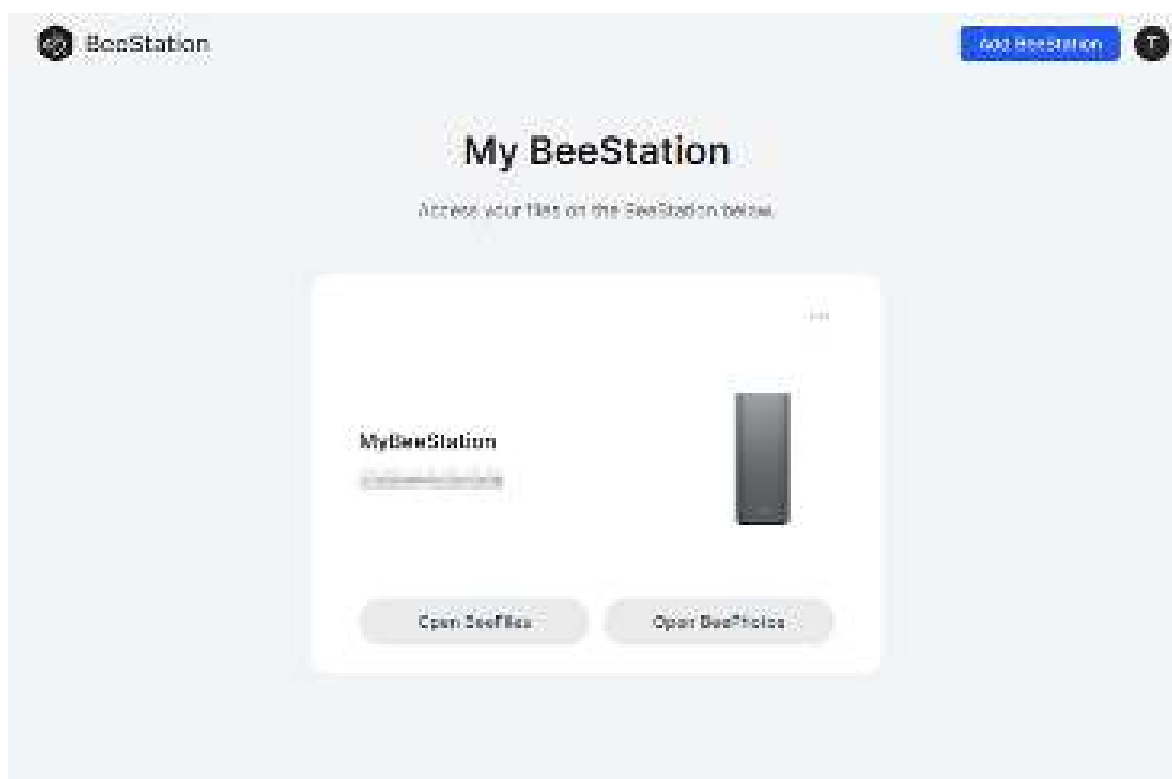 BeeStation
Add BeeStation
T
My BeeStation
Access your files on the BeeStation below.
MyBeeStation
Open BeeFiles
Open BeePhotos